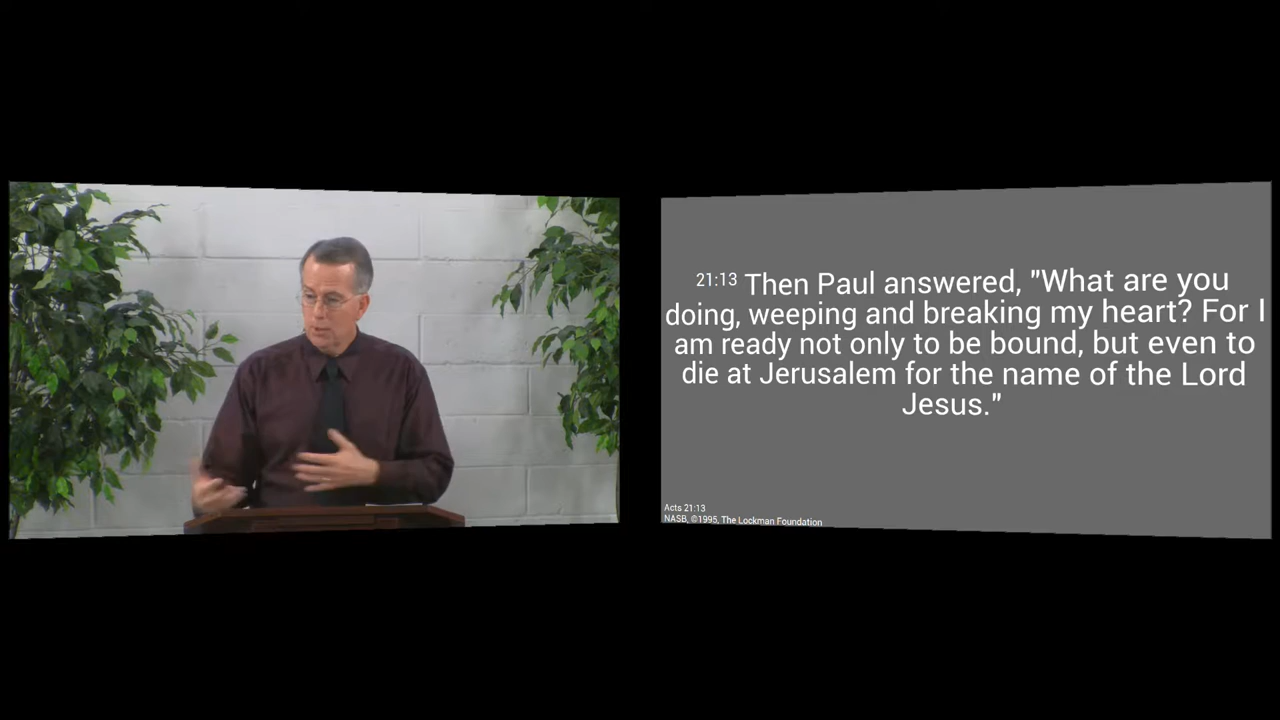 21:13 Then Paul answered, "What are you
doing, weeping and breaking my heart? For I
am ready not only to be bound, but even to
die at Jerusalem for the name of the Lord
Jesus."
Acts 21:13
NASB, ©1995, The Lockman Foundation